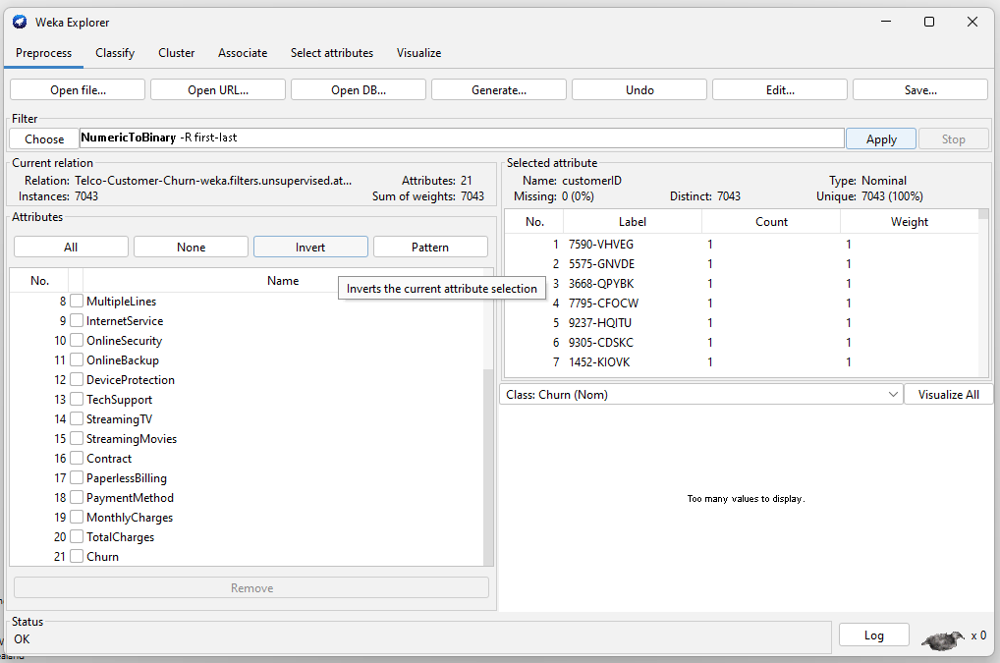 Weka Explorer
Preprocess Classify Cluster Associate Select attributes Visualize
Open file... Open URL... Open DB... Generate... Undo Edit... Save...
Filter
Choose NumericToBinary -R first-last Apply Stop
Current relation
Relation: Telco-Customer-Churn-weka.filters.unsupervised.at... Attributes: 21
Instances: 7043 Sum of weights: 7043
Attributes
All None Invert Pattern
No. Name
Inverts the current attribute selection
8 MultipleLines
9 InternetService
10 OnlineSecurity
11 OnlineBackup
12 DeviceProtection
13 TechSupport
14 StreamingTV
15 StreamingMovies
16 Contract
17 PaperlessBilling
18 PaymentMethod
19 MonthlyCharges
20 TotalCharges
21 Churn
Remove
Selected attribute
Name: customerID Type: Nominal
Missing: 0 (0%) Distinct: 7043 Unique: 7043 (100%)
No. Label Count Weight
1 7590-VHVEG 1 1
2 5575-GNVDE 1 1
3 3668-QPYBK 1 1
4 7795-CFOCW 1 1
5 9237-HQITU 1 1
6 9305-CDSKC 1 1
7 1452-KIOVK 1 1
Class: Churn (Nom) Visualize All
Too many values to display.
Status
OK
Log x 0